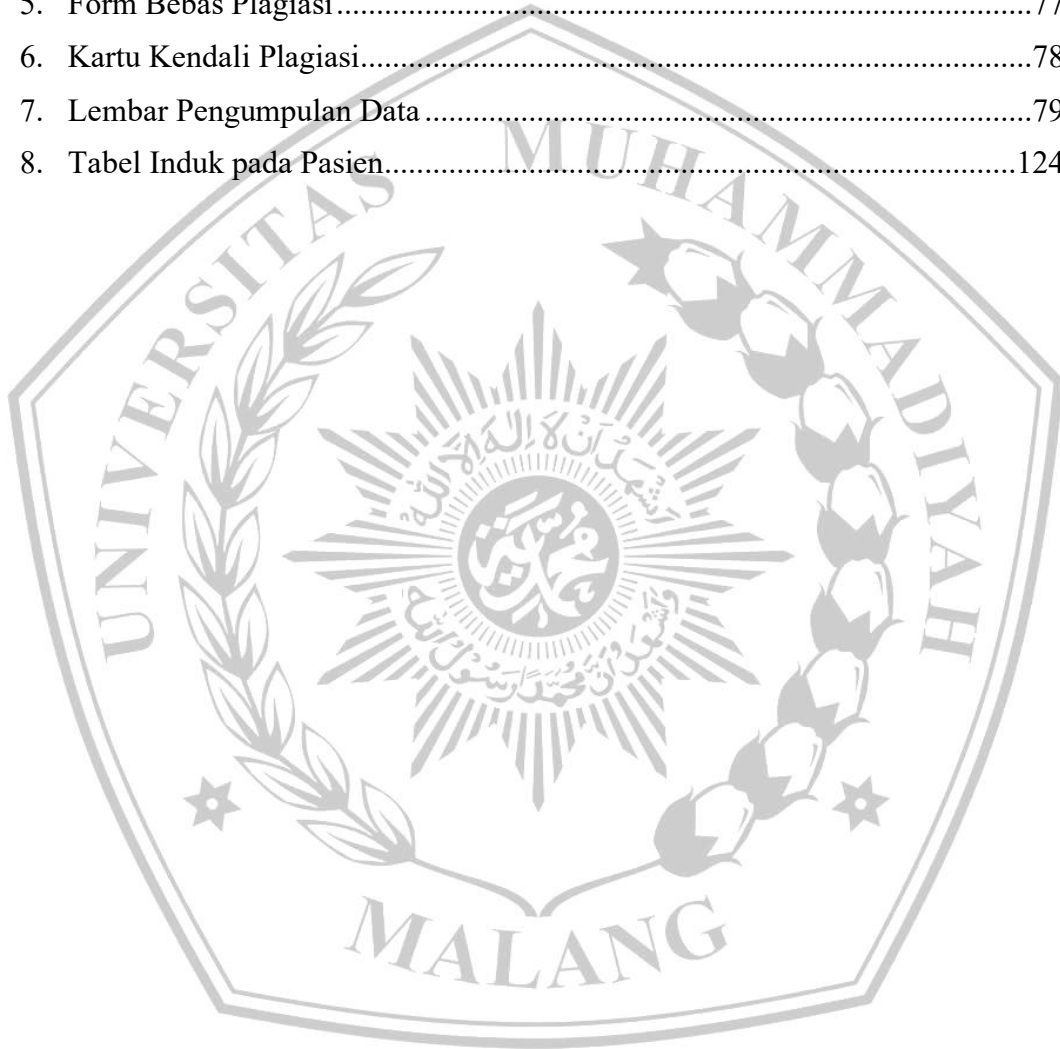 5. Form Bebas Plagiasi.....................................................................................77
6. Kartu Kendali Plagiasi..................................................................................78
7. Lembar Pengumpulan Data..........................................................................79
8. Tabel Induk pada Pasien.............................................................................124
UNIVERSITAS MUHAMMADIYAH
MALANG